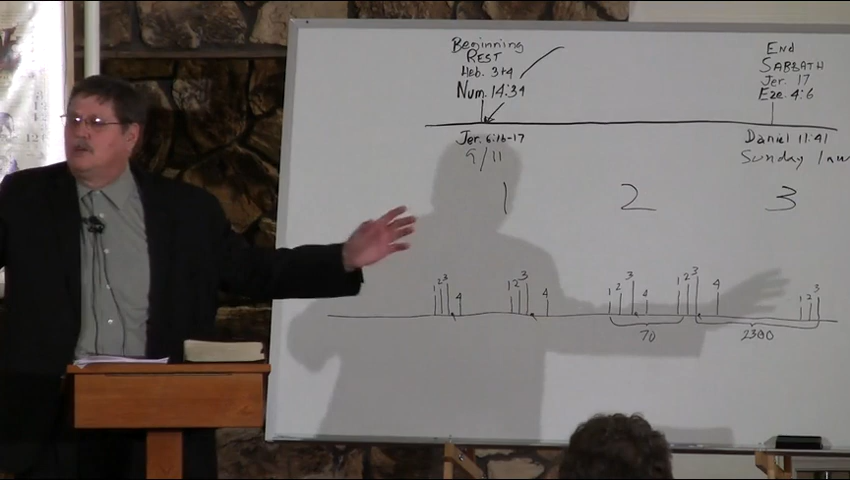 Beginning
REST
Heb. 3+4
Num. 14:34
End
SABBATH
Jer. 17
Eze. 4:6
Jer. 6:16-17
9/11
Daniel 11:41
Sunday law
1 2 3
1 2 3 4
1 2 3 4
1 2 3 4
1 2 3 4
1 2 3
70
2300